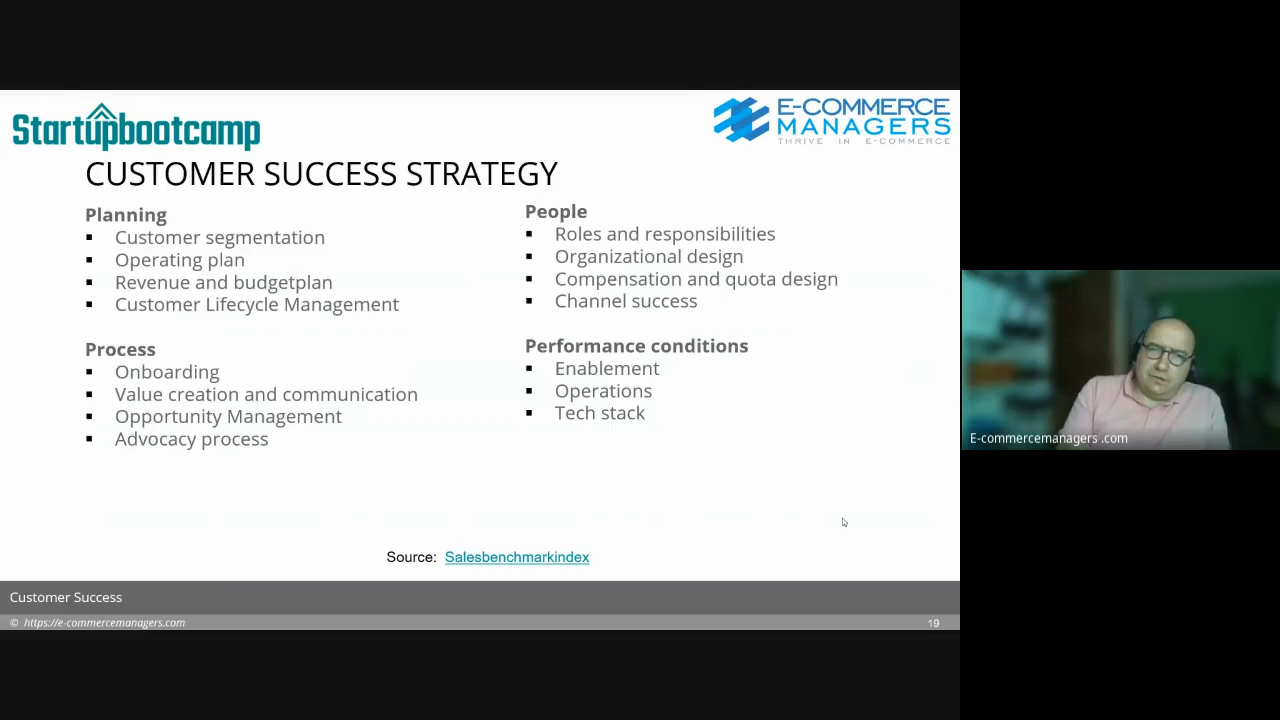 Startupbootcamp
E-COMMERCE
MANAGERS
THRIVE IN E-COMMERCE
CUSTOMER SUCCESS STRATEGY
Planning
▪ Customer segmentation
▪ Operating plan
▪ Revenue and budgetplan
▪ Customer Lifecycle Management
Process
▪ Onboarding
▪ Value creation and communication
▪ Opportunity Management
▪ Advocacy process
People
▪ Roles and responsibilities
▪ Organizational design
▪ Compensation and quota design
▪ Channel success
Performance conditions
▪ Enablement
▪ Operations
▪ Tech stack
Source: Salesbenchmarkindex
Customer Success
© https://e-commercemanagers.com
19
E-commercemanagers .com